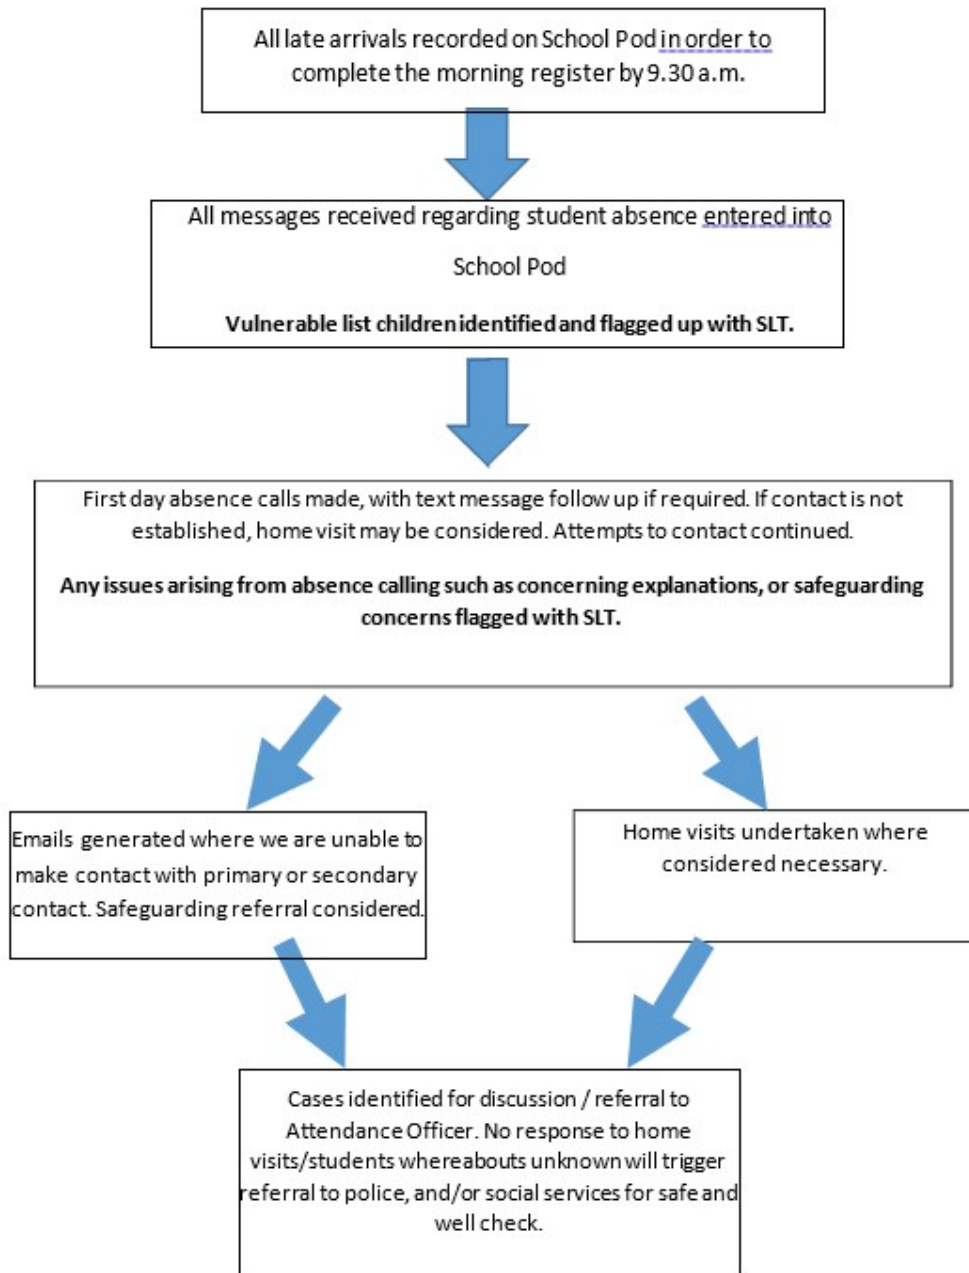 All late arrivals recorded on School Pod in order to
complete the morning register by 9.30 a.m.
All messages received regarding student absence entered into
School Pod
Vulnerable list children identified and flagged up with SLT.
First day absence calls made, with text message follow up if required. If contact is not
established, home visit may be considered. Attempts to contact continued.
Any issues arising from absence calling such as concerning explanations, or safeguarding
concerns flagged with SLT.
Emails generated where we are unable to
make contact with primary or secondary
contact. Safeguarding referral considered.
Home visits undertaken where
considered necessary.
Cases identified for discussion / referral to
Attendance Officer. No response to home
visits/students whereabouts unknown will trigger
referral to police, and/or social services for safe and
well check.